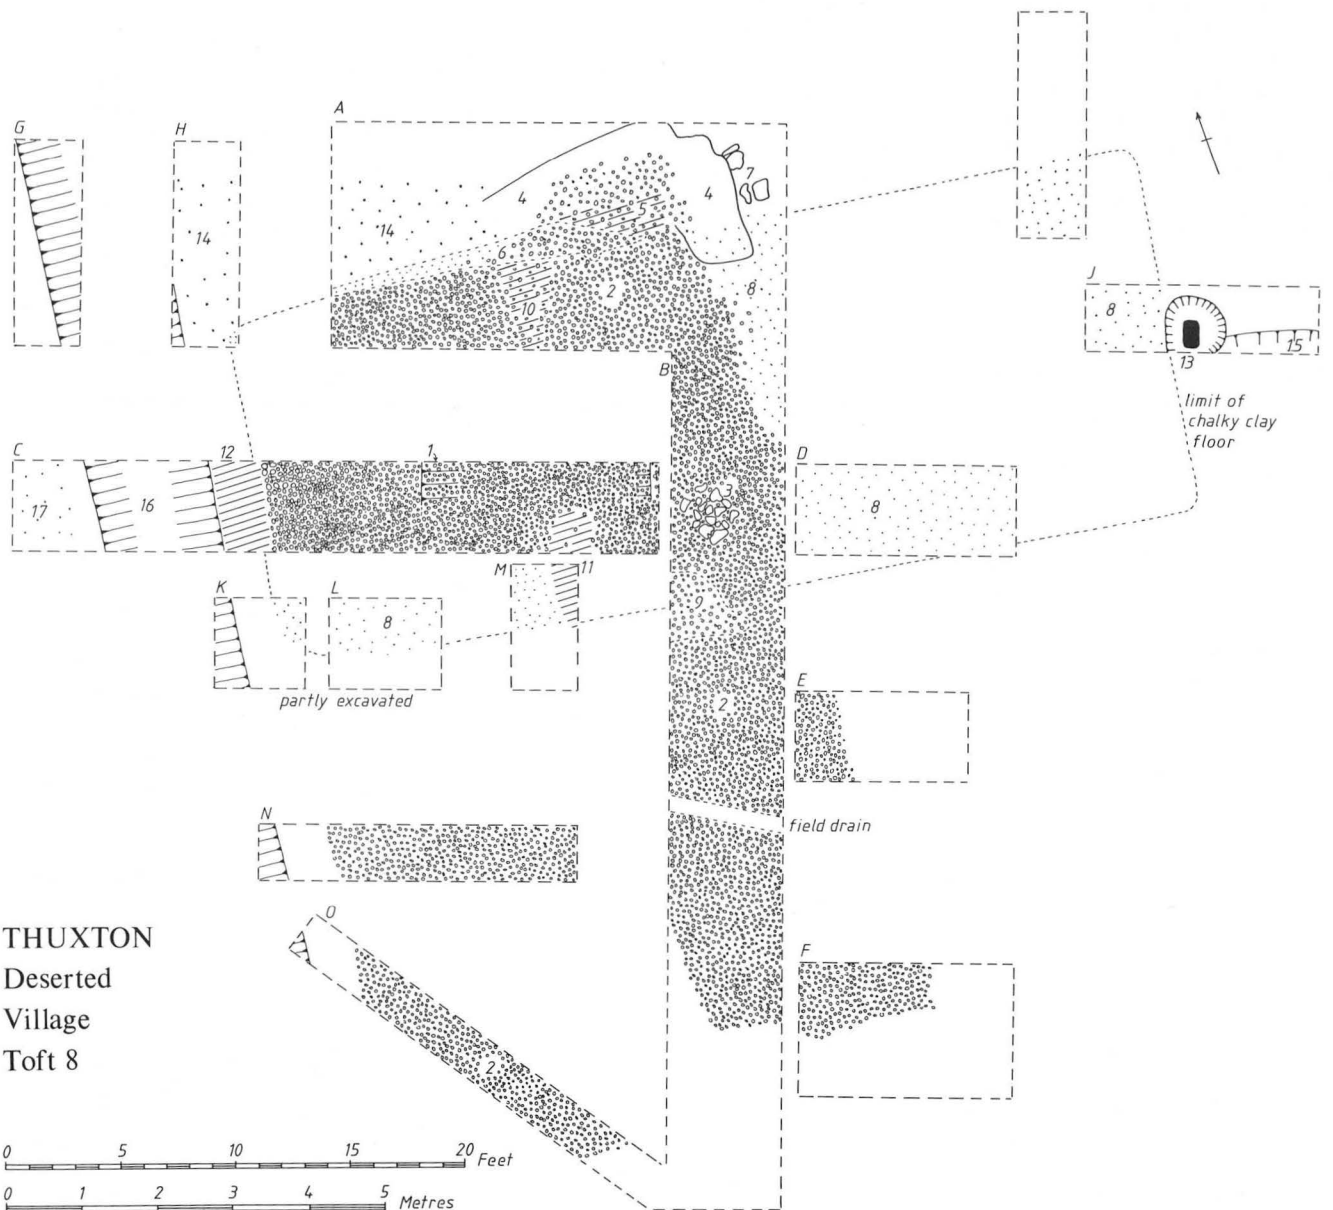 A
G
H
7
4
4
5
14
14
6
2
8
10
J
8
13
15
B
limit of
chalky clay
floor
C
12
1
D
3
17
16
8
M
11
K
L
8
9
partly excavated
2
E
field drain
N
O
F
2
THUXTON
Deserted
Village
Toft 8
0 5 10 15 20 Feet
0 1 2 3 4 5 Metres